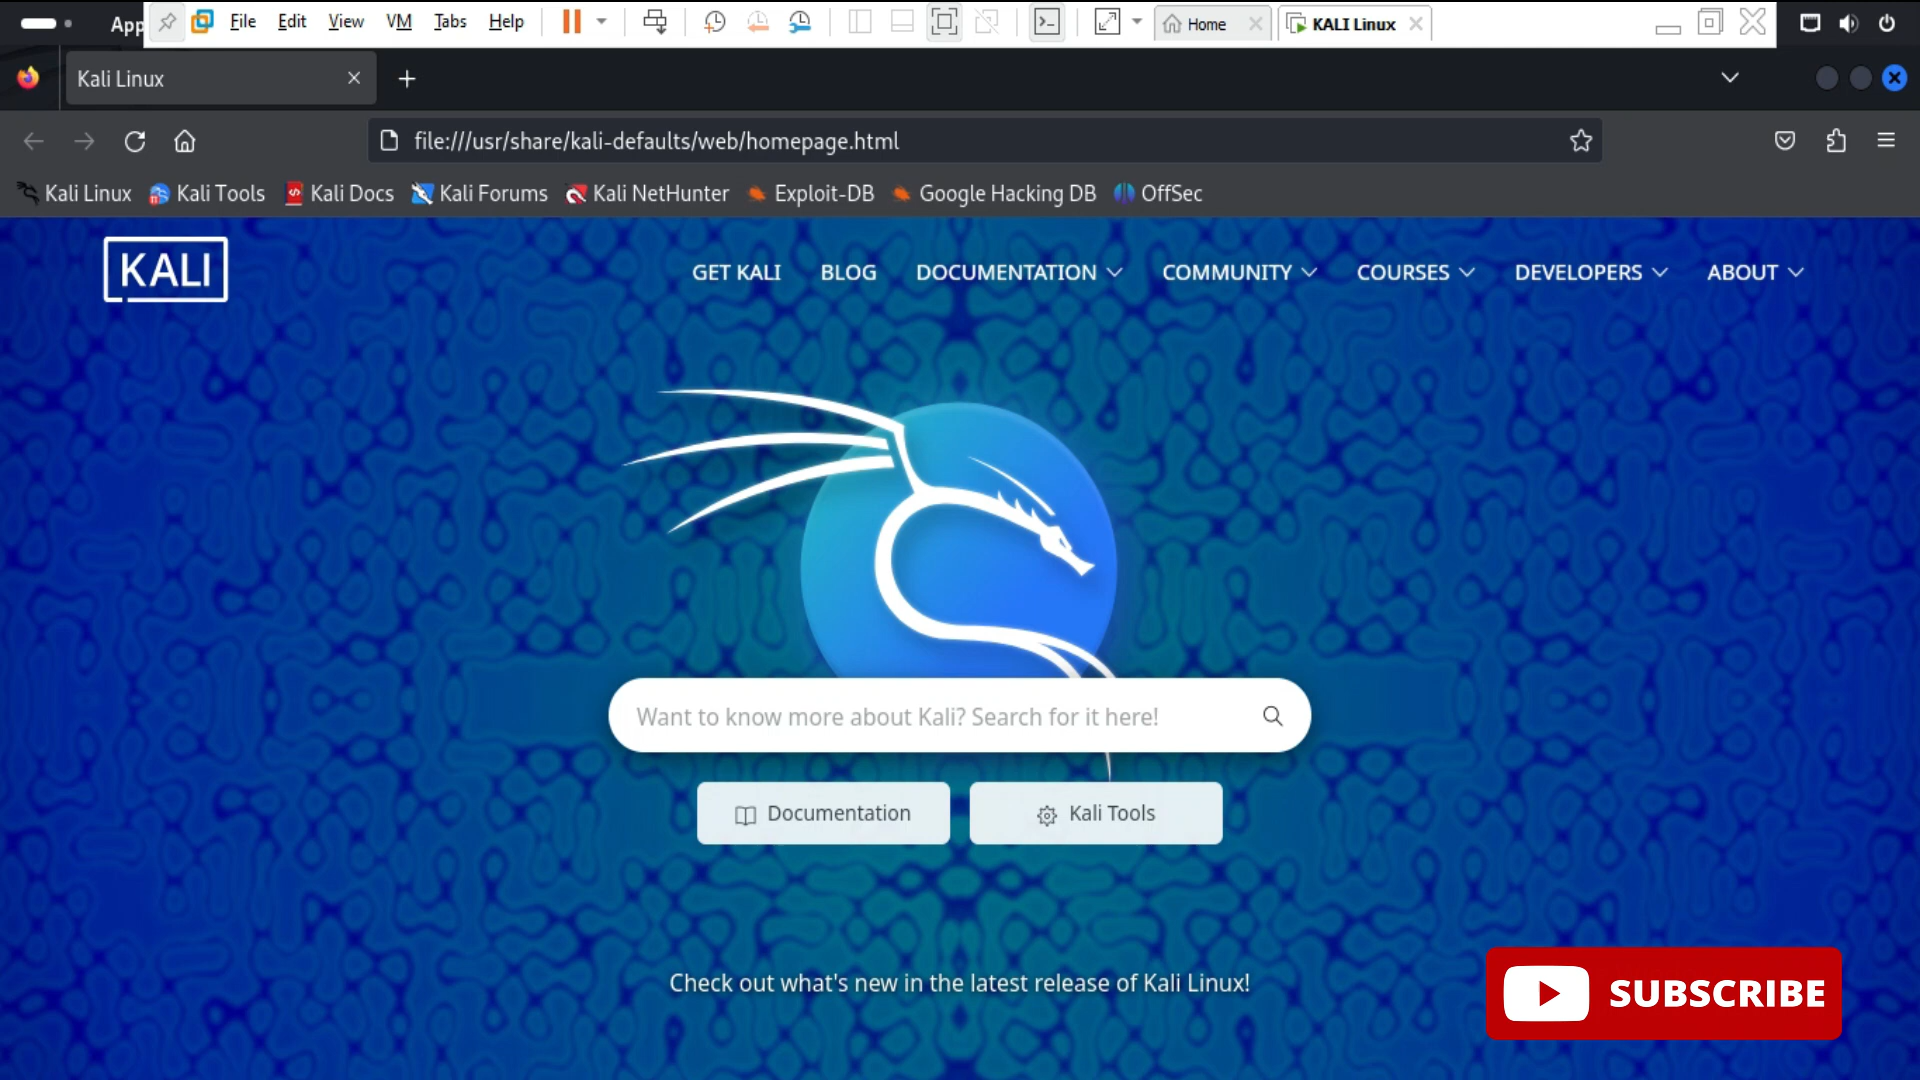 App File Edit View VM Tabs Help Home KALI Linux
Kali Linux
file:///usr/share/kali-defaults/web/homepage.html
Kali Linux Kali Tools Kali Docs Kali Forums Kali NetHunter Exploit-DB Google Hacking DB OffSec
KALI GET KALI BLOG DOCUMENTATION COMMUNITY COURSES DEVELOPERS ABOUT
Want to know more about Kali? Search for it here!
Documentation Kali Tools
Check out what's new in the latest release of Kali Linux!
SUBSCRIBE